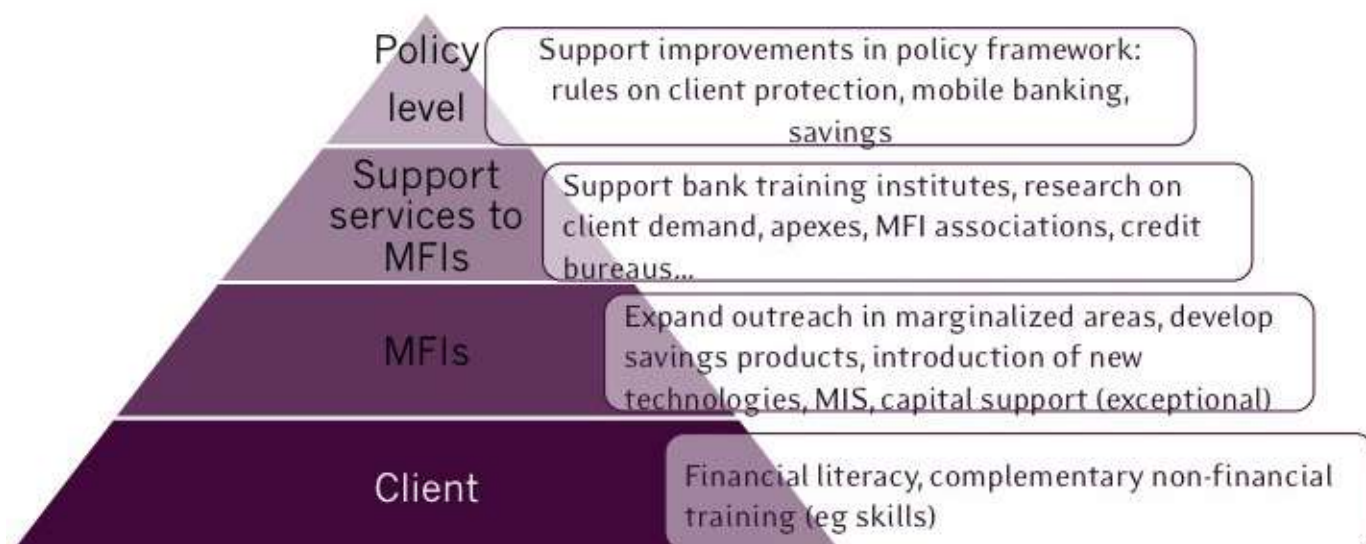 Policy
level
Support improvements in policy framework:
rules on client protection, mobile banking,
savings
Support
services to
MFIs
Support bank training institutes, research on
client demand, apexes, MFI associations, credit
bureaus...
MFIs
Expand outreach in marginalized areas, develop
savings products, introduction of new
technologies, MIS, capital support (exceptional)
Client
Financial literacy, complementary non-financial
training (eg skills)